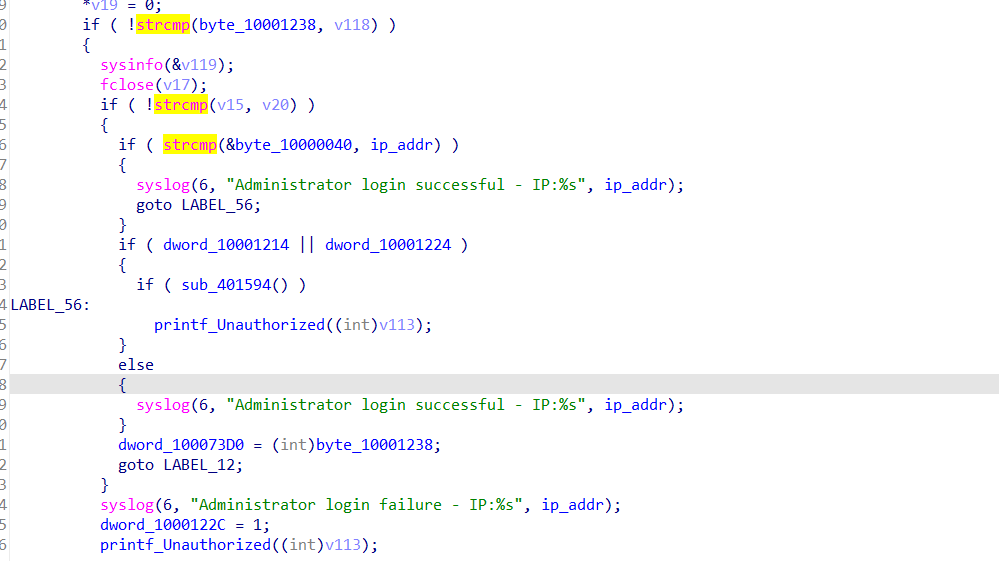 9 *v19 = 0;
0 if ( !strcmp(byte_10001238, v118) )
1 {
2 sysinfo(&v119);
3 fclose(v17);
4 if ( !strcmp(v15, v20) )
5 {
6 if ( strcmp(&byte_10000040, ip_addr) )
7 {
8 syslog(6, "Administrator login successful - IP:%s", ip_addr);
9 goto LABEL_56;
0 }
1 if ( dword_10001214 || dword_10001224 )
2 {
3 if ( sub_401594() )
4 LABEL_56:
5 printf_Unauthorized((int)v113);
6 }
7 else
8 {
9 syslog(6, "Administrator login successful - IP:%s", ip_addr);
0 }
1 dword_100073D0 = (int)byte_10001238;
2 goto LABEL_12;
3 }
4 syslog(6, "Administrator login failure - IP:%s", ip_addr);
5 dword_1000122C = 1;
6 printf_Unauthorized((int)v113);